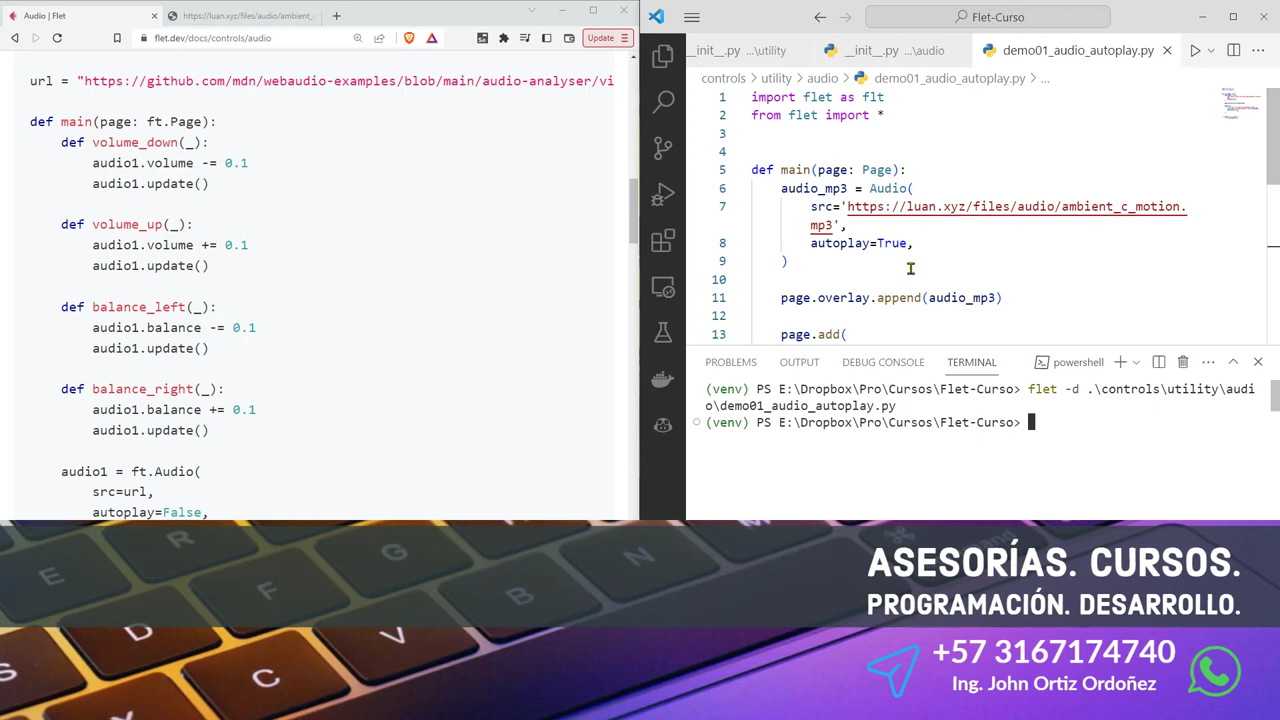 Audio | Flet
https://luan.xyz/files/audio/ambient_c
flet.dev/docs/controls/audio
Update
url = "https://github.com/mdn/webaudio-examples/blob/main/audio-analyser/vi
def main(page: ft.Page):
def volume_down(_):
audio1.volume -= 0.1
audio1.update()
def volume_up(_):
audio1.volume += 0.1
audio1.update()
def balance_left(_):
audio1.balance -= 0.1
audio1.update()
def balance_right(_):
audio1.balance += 0.1
audio1.update()
audio1 = ft.Audio(
src=url,
autoplay=False,
Flet-Curso
__init__.py ...\utility
__init__.py ...\audio
demo01_audio_autoplay.py
controls > utility > audio > demo01_audio_autoplay.py > ...
1 import flet as flt
2 from flet import *
3
4
5 def main(page: Page):
6 audio_mp3 = Audio(
7 src='https://luan.xyz/files/audio/ambient_c_motion.
mp3',
8 autoplay=True,
9 )
10
11 page.overlay.append(audio_mp3)
12
13 page.add(
PROBLEMS OUTPUT DEBUG CONSOLE TERMINAL powershell
(venv) PS E:\Dropbox\Pro\Cursos\Flet-Curso> flet -d .\controls\utility\audi
o\demo01_audio_autoplay.py
(venv) PS E:\Dropbox\Pro\Cursos\Flet-Curso>
ASESORÍAS. CURSOS.
PROGRAMACIÓN. DESARROLLO.
+57 3167174740
Ing. John Ortiz Ordoñez